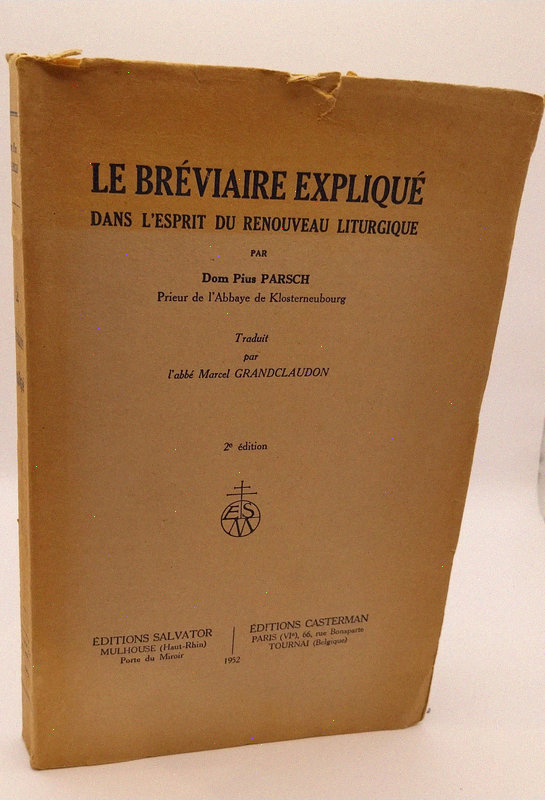 LE BRÉVIAIRE EXPLIQUÉ
DANS L'ESPRIT DU RENOUVEAU LITURGIQUE
PAR
Dom Pius PARSCH
Prieur de l'Abbaye de Klosterneubourg
Traduit
par
l'abbé Marcel GRANDCLAUDON
2e édition
ESM
ÉDITIONS SALVATOR
MULHOUSE (Haut-Rhin)
Porte du Miroir
1952
ÉDITIONS CASTERMAN
PARIS (VIe), 66, rue Bonaparte
TOURNAI (Belgique)